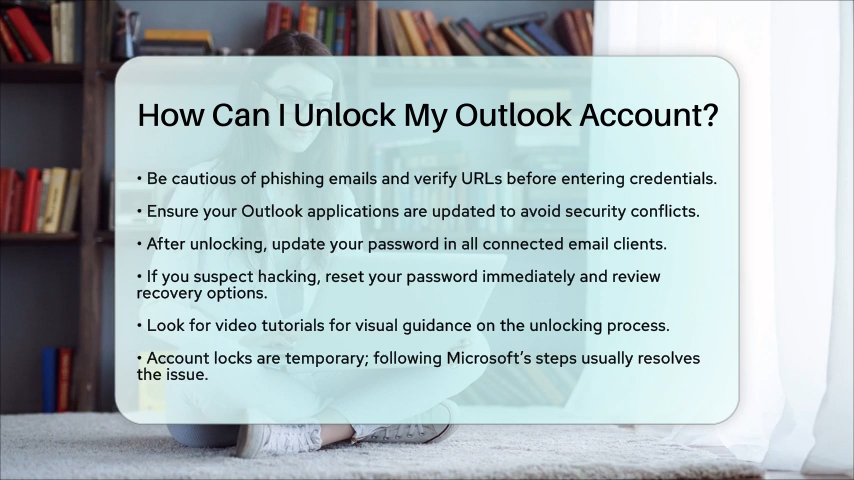 How Can I Unlock My Outlook Account?
• Be cautious of phishing emails and verify URLs before entering credentials.
• Ensure your Outlook applications are updated to avoid security conflicts.
• After unlocking, update your password in all connected email clients.
• If you suspect hacking, reset your password immediately and review
recovery options.
• Look for video tutorials for visual guidance on the unlocking process.
• Account locks are temporary; following Microsoft’s steps usually resolves
the issue.